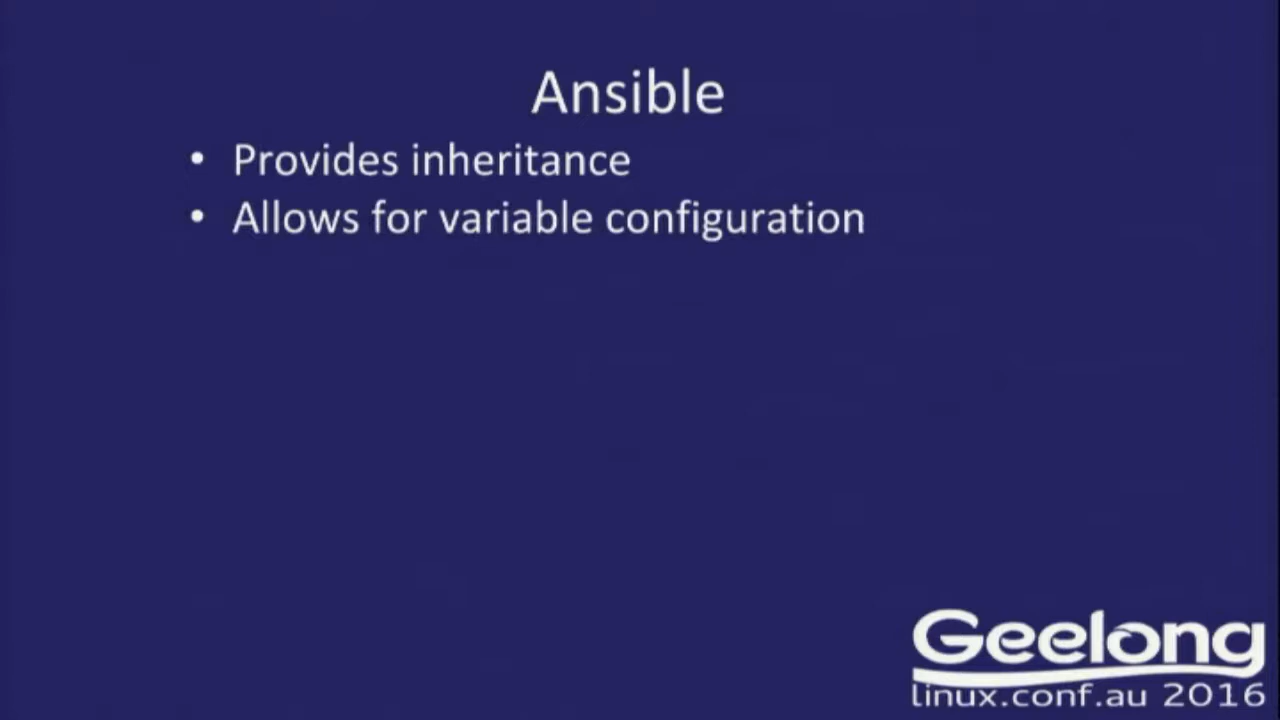 Ansible
• Provides inheritance
• Allows for variable configuration
Geelong
linux.conf.au 2016